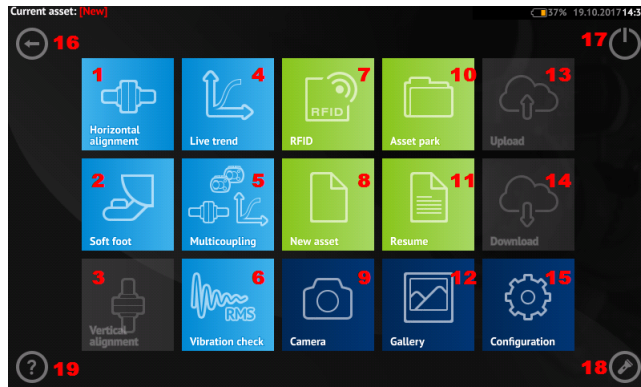 Current asset: [New]
37% 19.10.2017 14:3
16
17
1
Horizontal
alignment
4
Live trend
7
RFID
RFID
10
Asset park
13
Upload
2
Soft foot
5
Multicoupling
8
New asset
11
Resume
14
Download
3
Vertical
alignment
6
RMS
Vibration check
9
Camera
12
Gallery
15
Configuration
? 19
18